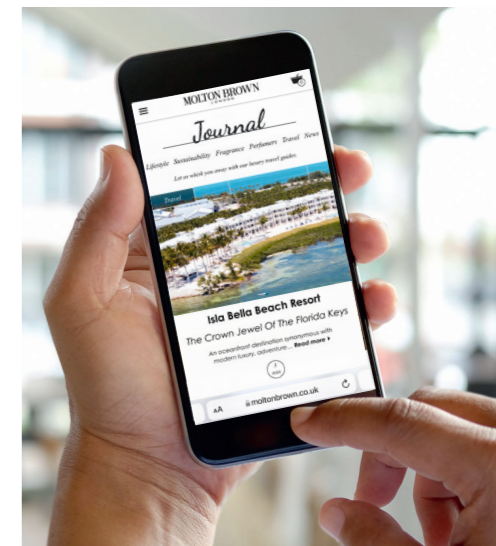 MOLTON BROWN
LONDON
Journal
Lifestyle Sustainability Fragrance Perfumers Travel News
Let us whisk you away with our luxury travel guides
Travel
Isla Bella Beach Resort
The Crown Jewel Of The Florida Keys
An oceanfront destination synonymous with
modern luxury, adventure... Read more
AA moltonbrown.co.uk